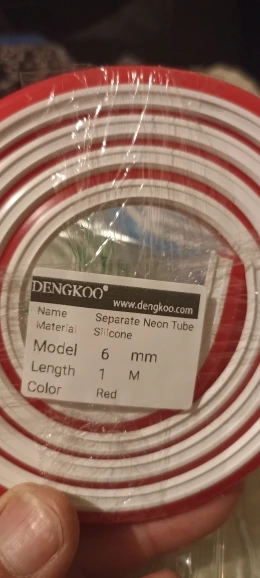 DENGKOO®
www.dengkoo.com
Name Separate Neon Tube
Material Silicone
Model 6 mm
Length 1 M
Color Red